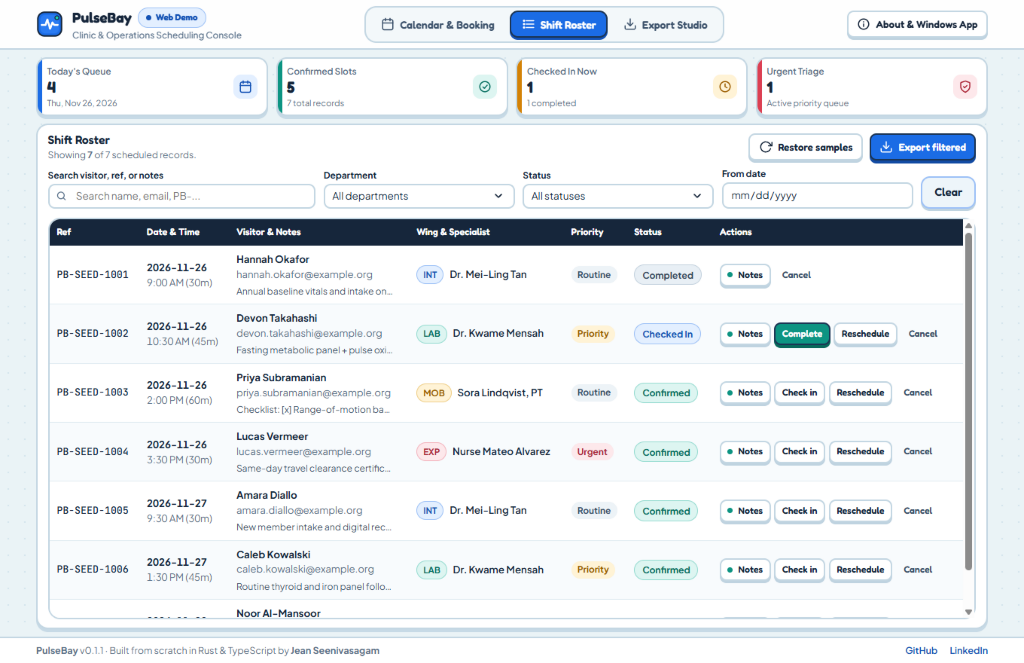 PulseBay
Web Demo
Clinic & Operations Scheduling Console
Calendar & Booking
Shift Roster
Export Studio
About & Windows App
Today's Queue
4
Thu, Nov 26, 2026
Confirmed Slots
5
7 total records
Checked In Now
1
1 completed
Urgent Triage
1
Active priority queue
Shift Roster
Showing 7 of 7 scheduled records.
Restore samples
Export filtered
Search visitor, ref, or notes
Search name, email, PB-...
Department
All departments
Status
All statuses
From date
mm/dd/yyyy
Clear
Ref Date & Time Visitor & Notes Wing & Specialist Priority Status Actions
PB-SEED-1001
2026-11-26
9:00 AM (30m)
Hannah Okafor
hannah.okafor@example.org
Annual baseline vitals and intake on...
INT Dr. Mei-Ling Tan
Routine
Completed
Notes Cancel
PB-SEED-1002
2026-11-26
10:30 AM (45m)
Devon Takahashi
devon.takahashi@example.org
Fasting metabolic panel + pulse oxi...
LAB Dr. Kwame Mensah
Priority
Checked In
Notes Complete Reschedule Cancel
PB-SEED-1003
2026-11-26
2:00 PM (60m)
Priya Subramanian
priya.subramanian@example.org
Checklist: [x] Range-of-motion ba...
MOB Sora Lindqvist, PT
Routine
Confirmed
Notes Check in Reschedule Cancel
PB-SEED-1004
2026-11-26
3:30 PM (30m)
Lucas Vermeer
lucas.vermeer@example.org
Same-day travel clearance certific...
EXP Nurse Mateo Alvarez
Urgent
Confirmed
Notes Check in Reschedule Cancel
PB-SEED-1005
2026-11-27
9:30 AM (30m)
Amara Diallo
amara.diallo@example.org
New member intake and digital rec...
INT Dr. Mei-Ling Tan
Routine
Confirmed
Notes Check in Reschedule Cancel
PB-SEED-1006
2026-11-27
1:30 PM (45m)
Caleb Kowalski
caleb.kowalski@example.org
Routine thyroid and iron panel follo...
LAB Dr. Kwame Mensah
Priority
Confirmed
Notes Check in Reschedule Cancel
Noor Al-Mansoor
PulseBay v0.1.1 · Built from scratch in Rust & TypeScript by Jean Seenivasagam
GitHub LinkedIn